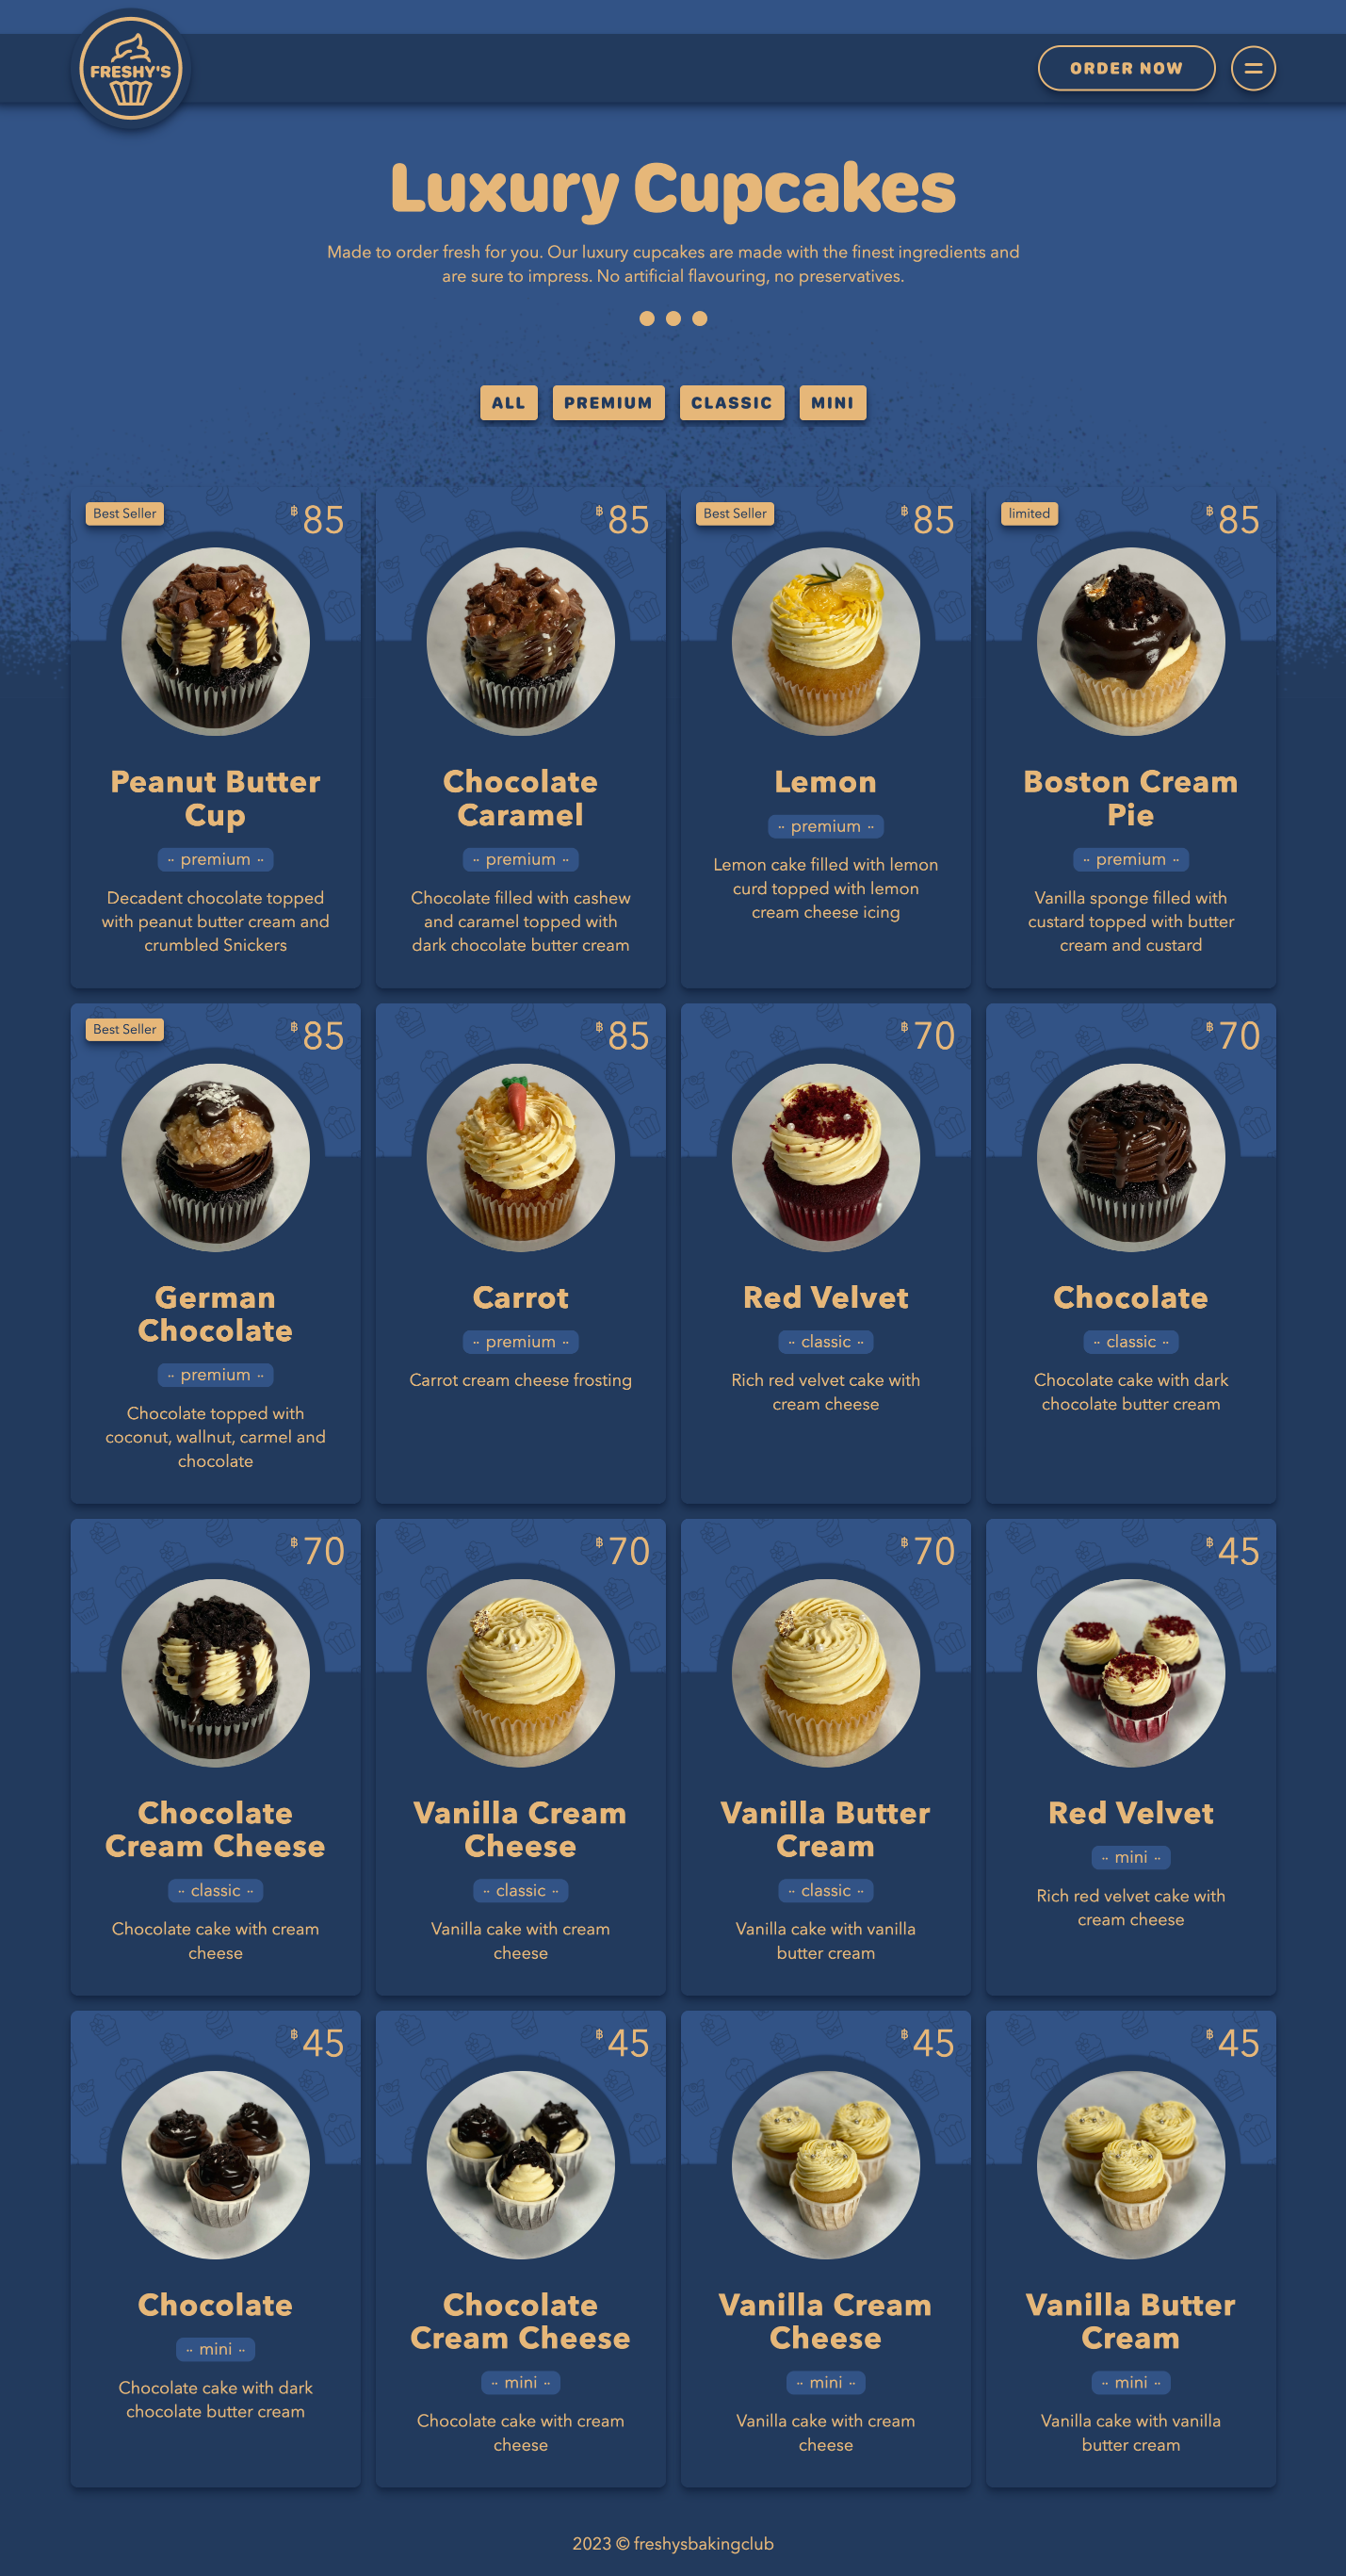 FRESHY'S
ORDER NOW
Luxury Cupcakes
Made to order fresh for you. Our luxury cupcakes are made with the finest ingredients and
are sure to impress. No artificial flavouring, no preservatives.
ALL
PREMIUM
CLASSIC
MINI
Best Seller
฿85
Peanut Butter
Cup
·· premium ··
Decadent chocolate topped
with peanut butter cream and
crumbled Snickers
฿85
Chocolate
Caramel
·· premium ··
Chocolate filled with cashew
and caramel topped with
dark chocolate butter cream
Best Seller
฿85
Lemon
·· premium ··
Lemon cake filled with lemon
curd topped with lemon
cream cheese icing
limited
฿85
Boston Cream
Pie
·· premium ··
Vanilla sponge filled with
custard topped with butter
cream and custard
Best Seller
฿85
German
Chocolate
·· premium ··
Chocolate topped with
coconut, wallnut, carmel and
chocolate
฿85
Carrot
·· premium ··
Carrot cream cheese frosting
฿70
Red Velvet
·· classic ··
Rich red velvet cake with
cream cheese
฿70
Chocolate
·· classic ··
Chocolate cake with dark
chocolate butter cream
฿70
Chocolate
Cream Cheese
·· classic ··
Chocolate cake with cream
cheese
฿70
Vanilla Cream
Cheese
·· classic ··
Vanilla cake with cream
cheese
฿70
Vanilla Butter
Cream
·· classic ··
Vanilla cake with vanilla
butter cream
฿45
Red Velvet
·· mini ··
Rich red velvet cake with
cream cheese
฿45
Chocolate
·· mini ··
Chocolate cake with dark
chocolate butter cream
฿45
Chocolate
Cream Cheese
·· mini ··
Chocolate cake with cream
cheese
฿45
Vanilla Cream
Cheese
·· mini ··
Vanilla cake with cream
cheese
฿45
Vanilla Butter
Cream
·· mini ··
Vanilla cake with vanilla
butter cream
2023 © freshysbakingclub